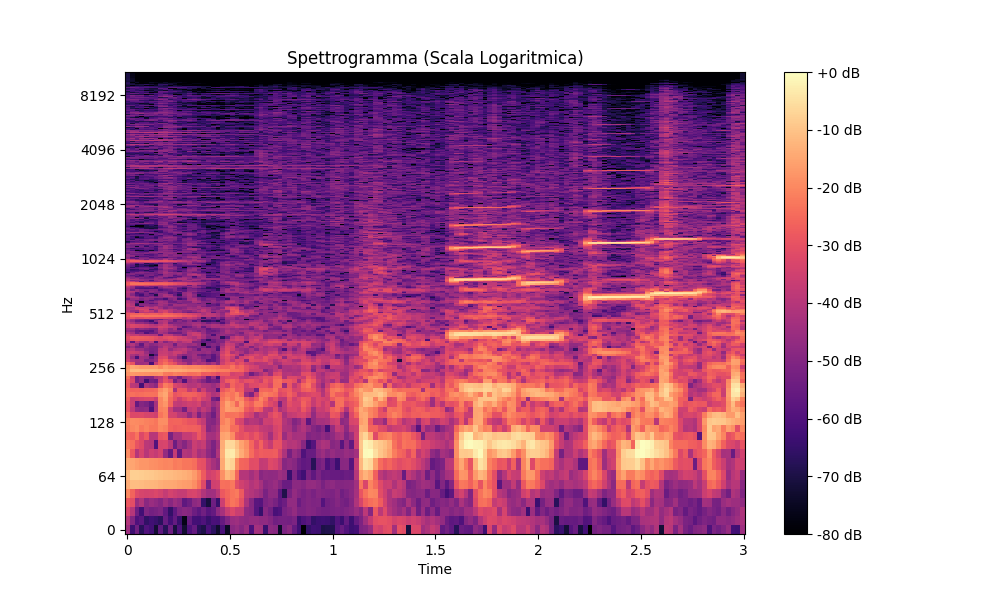 Spettrogramma (Scala Logaritmica)
Hz
8192
4096
2048
1024
512
256
128
64
0
0 0.5 1 1.5 2 2.5 3
Time
+0 dB
-10 dB
-20 dB
-30 dB
-40 dB
-50 dB
-60 dB
-70 dB
-80 dB